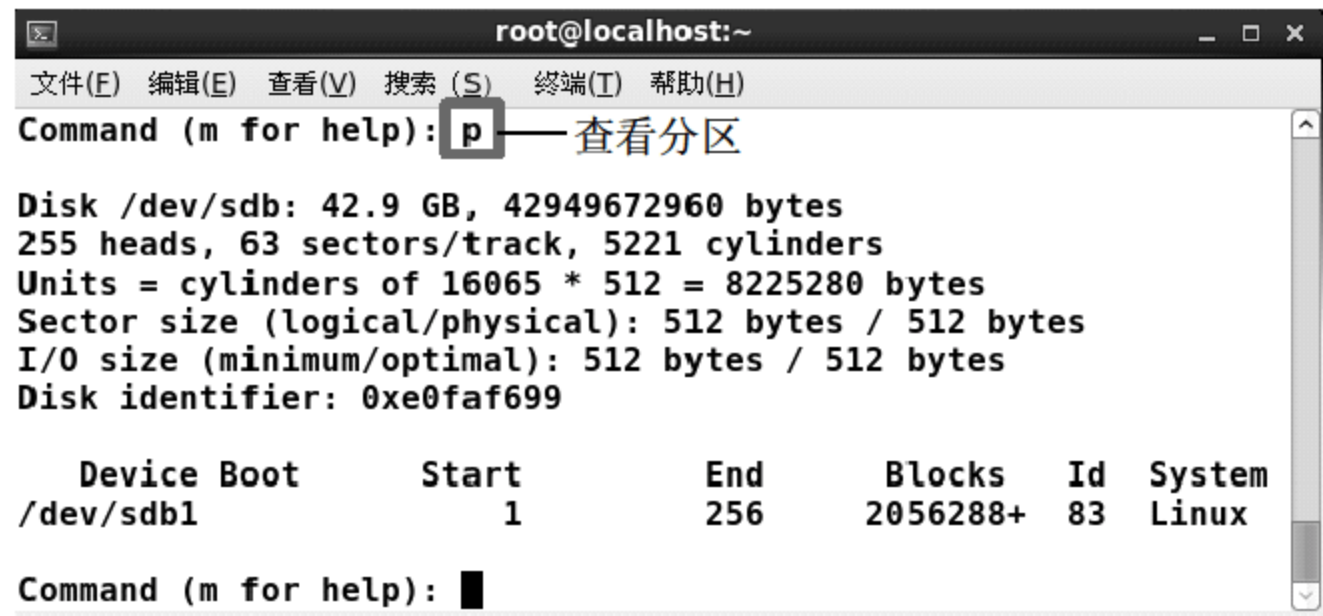 root@localhost:~
文件(F) 编辑(E) 查看(V) 搜索 (S) 终端(T) 帮助(H)
Command (m for help): p 查看分区
Disk /dev/sdb: 42.9 GB, 42949672960 bytes
255 heads, 63 sectors/track, 5221 cylinders
Units = cylinders of 16065 * 512 = 8225280 bytes
Sector size (logical/physical): 512 bytes / 512 bytes
I/O size (minimum/optimal): 512 bytes / 512 bytes
Disk identifier: 0xe0faf699
Device Boot Start End Blocks Id System
/dev/sdb1 1 256 2056288+ 83 Linux
Command (m for help):